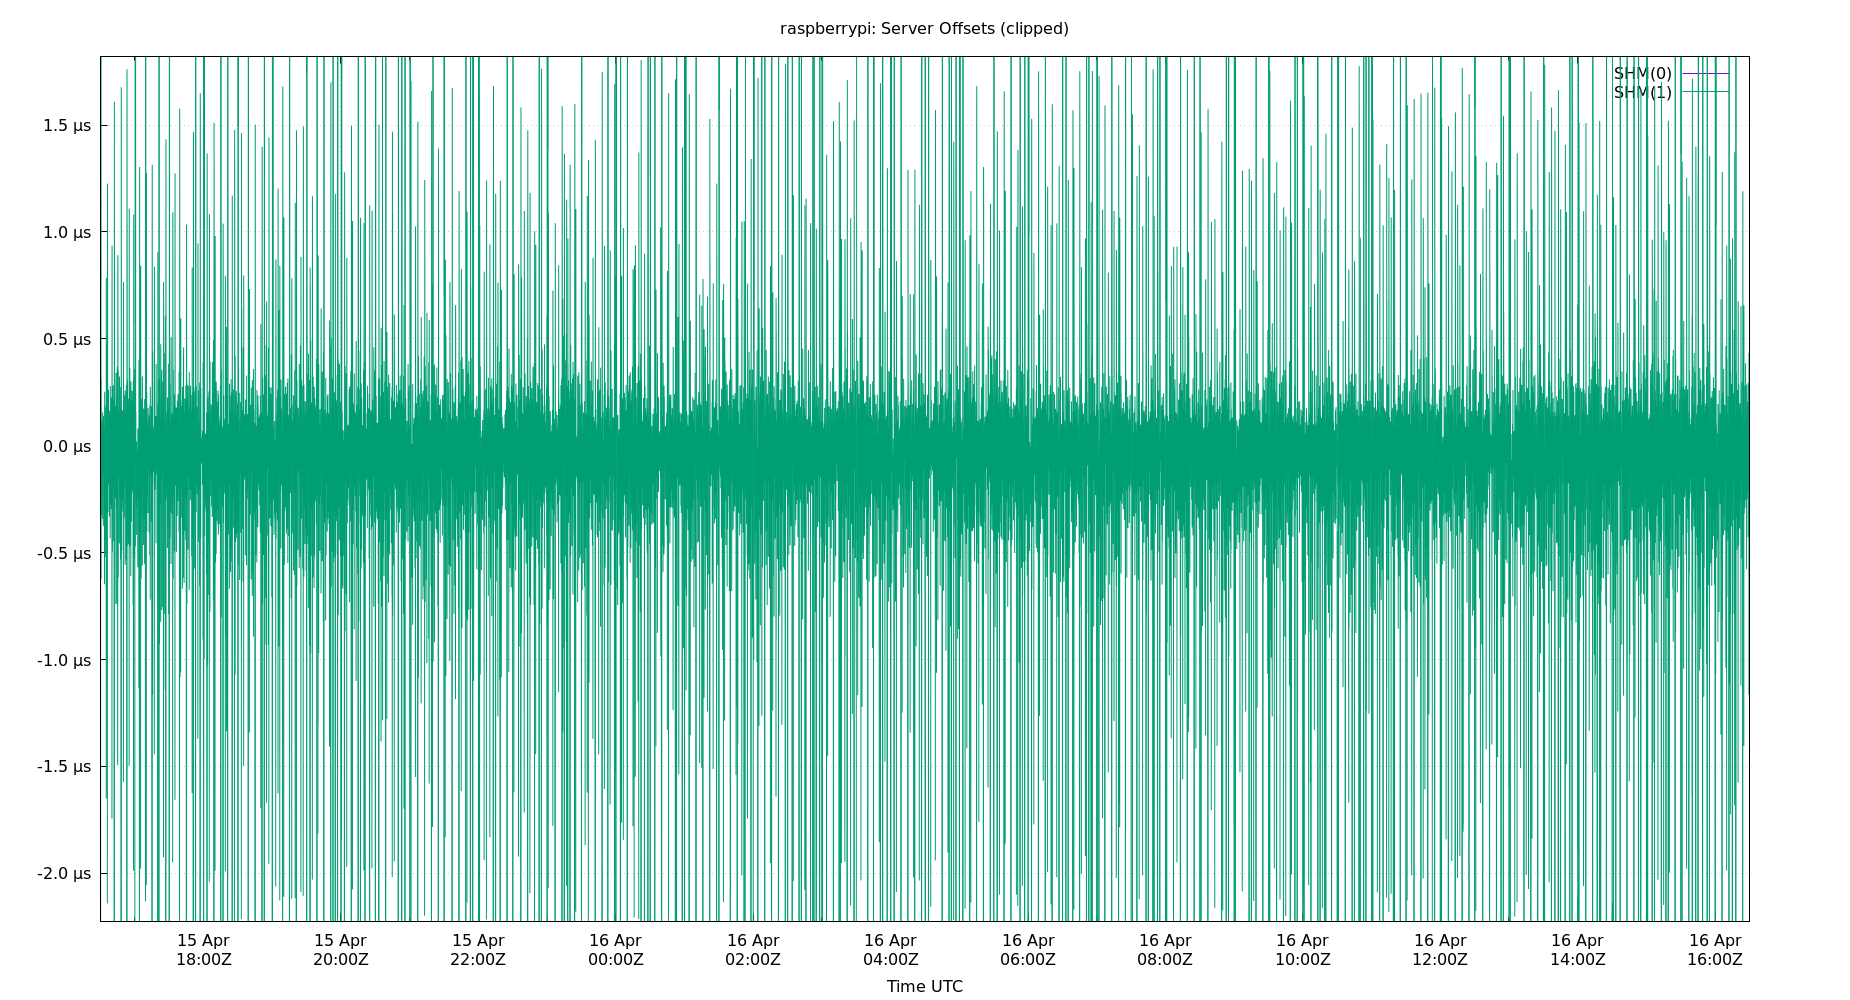 raspberrypi: Server Offsets (clipped)
SHM(0)
SHM(1)
1.5 µs
1.0 µs
0.5 µs
0.0 µs
-0.5 µs
-1.0 µs
-1.5 µs
-2.0 µs
15 Apr 15 Apr 15 Apr 16 Apr 16 Apr 16 Apr 16 Apr 16 Apr 16 Apr 16 Apr 16 Apr 16 Apr
18:00Z 20:00Z 22:00Z 00:00Z 02:00Z 04:00Z 06:00Z 08:00Z 10:00Z 12:00Z 14:00Z 16:00Z
Time UTC